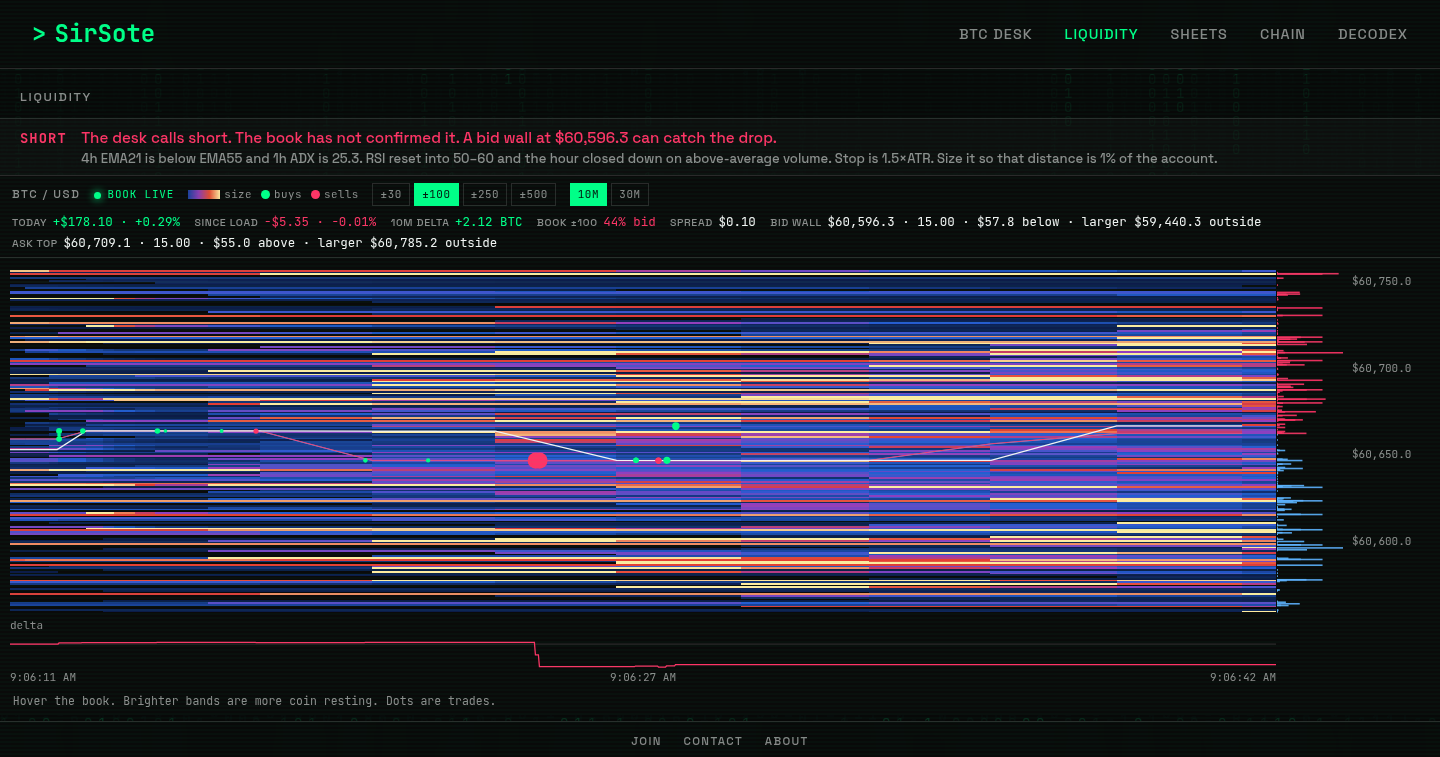 > SirSote
BTC DESK LIQUIDITY SHEETS CHAIN DECODEX
LIQUIDITY
SHORT The desk calls short. The book has not confirmed it. A bid wall at $60,596.3 can catch the drop.
4h EMA21 is below EMA55 and 1h ADX is 25.3. RSI reset into 50–60 and the hour closed down on above-average volume. Stop is 1.5×ATR. Size it so that distance is 1% of the account.
BTC / USD BOOK LIVE size buys sells ±30 ±100 ±250 ±500 10M 30M
TODAY +$178.10 · +0.29% SINCE LOAD -$5.35 · -0.01% 10M DELTA +2.12 BTC BOOK ±100 44% bid SPREAD $0.10 BID WALL $60,596.3 · 15.00 · $57.8 below · larger $59,440.3 outside
ASK TOP $60,709.1 · 15.00 · $55.0 above · larger $60,785.2 outside
$60,750.0
$60,700.0
$60,650.0
$60,600.0
delta
9:06:11 AM 9:06:27 AM 9:06:42 AM
Hover the book. Brighter bands are more coin resting. Dots are trades.
JOIN CONTACT ABOUT